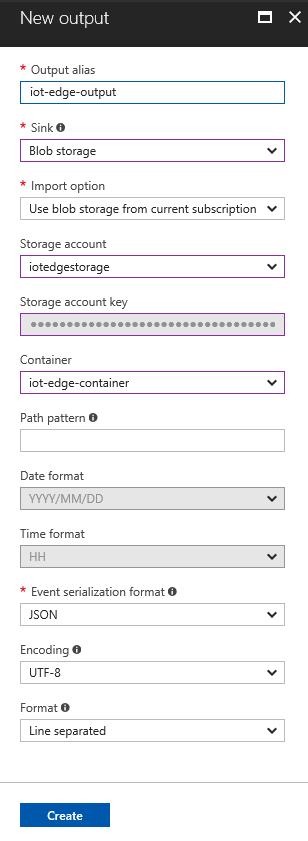 New output
* Output alias
iot-edge-output
* Sink
Blob storage
* Import option
Use blob storage from current subscription
Storage account
iotedgestorage
Storage account key
••••••••••••••••••••••••••••••••••
Container
iot-edge-container
Path pattern
Date format
YYYY/MM/DD
Time format
HH
* Event serialization format
JSON
Encoding
UTF-8
Format
Line separated
Create